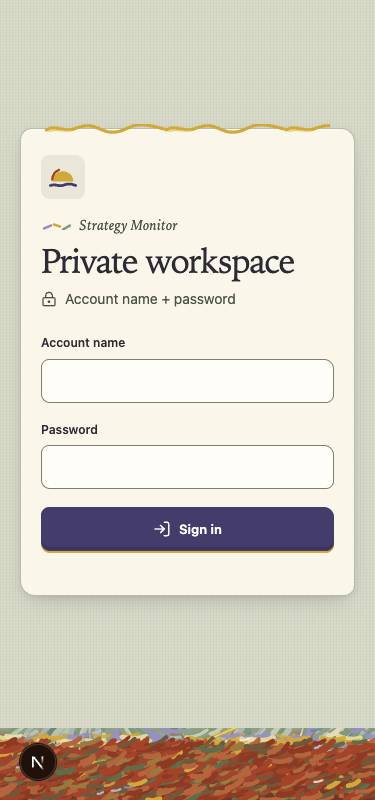 Strategy Monitor
Private workspace
Account name + password
Account name
Password
Sign in
N